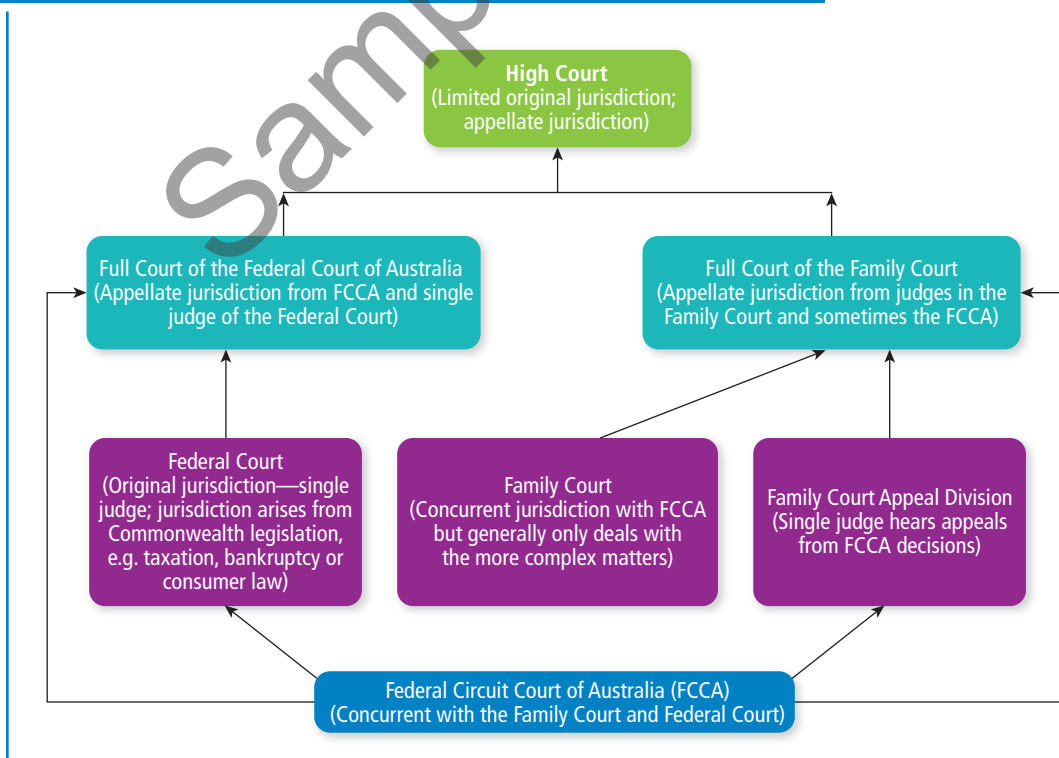 Samp
High Court
(Limited original jurisdiction;
appellate jurisdiction)
Full Court of the Federal Court of Australia
(Appellate jurisdiction from FCCA and single
judge of the Federal Court)
Full Court of the Family Court
(Appellate jurisdiction from judges in the
Family Court and sometimes the FCCA)
Federal Court
(Original jurisdiction—single
judge; jurisdiction arises from
Commonwealth legislation,
e.g. taxation, bankruptcy or
consumer law)
Family Court
(Concurrent jurisdiction with FCCA
but generally only deals with
the more complex matters)
Family Court Appeal Division
(Single judge hears appeals
from FCCA decisions)
Federal Circuit Court of Australia (FCCA)
(Concurrent with the Family Court and Federal Court)